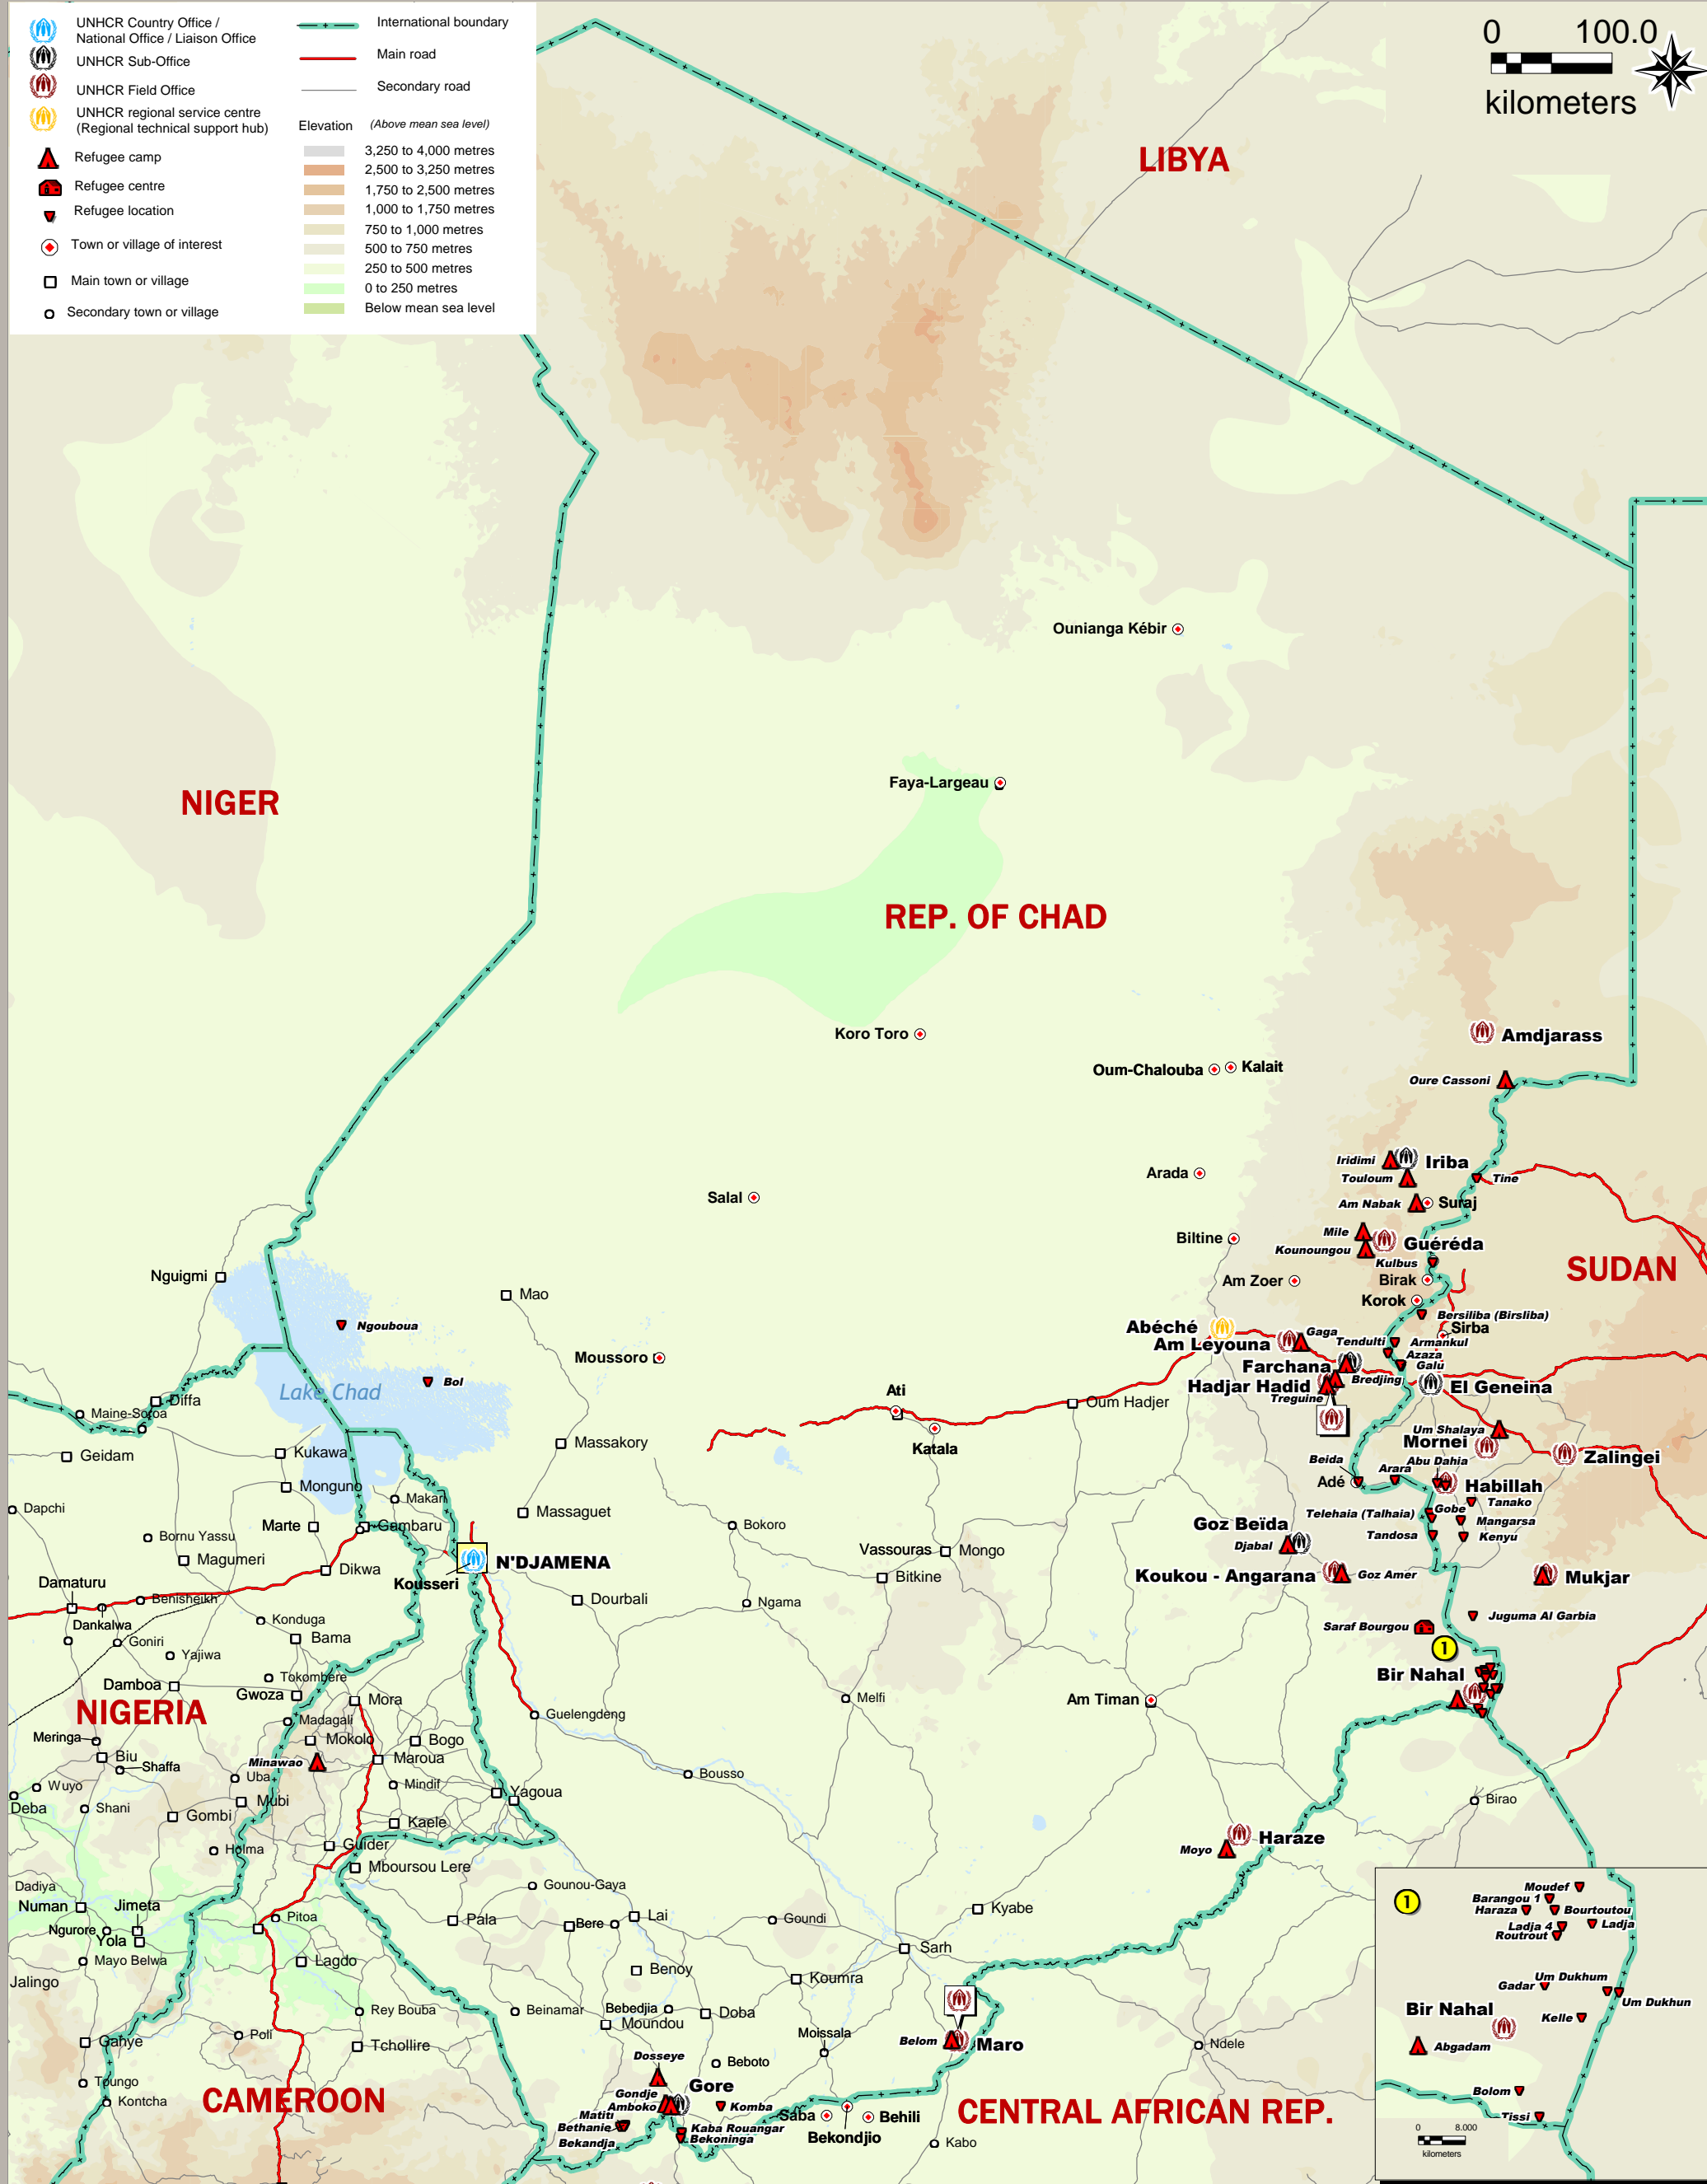 UNHCR Country Office /
National Office / Liaison Office
UNHCR Sub-Office
UNHCR Field Office
UNHCR regional service centre
(Regional technical support hub)
Refugee camp
Refugee centre
Refugee location
Town or village of interest
Main town or village
Secondary town or village
International boundary
Main road
Secondary road
Elevation (Above mean sea level)
3,250 to 4,000 metres
2,500 to 3,250 metres
1,750 to 2,500 metres
1,000 to 1,750 metres
750 to 1,000 metres
500 to 750 metres
250 to 500 metres
0 to 250 metres
Below mean sea level
0 100.0
kilometers
LIBYA
Ounianga Kébir
Faya-Largeau
NIGER
REP. OF CHAD
Koro Toro
Amdjarass
Oum-Chalouba
Kalait
Oure Cassoni
Iridimi
Iriba
Arada
Touloum
Tine
Salal
Am Nabak
Suraj
Mile
Biltine
Guéréda
Kounoungou
Kulbus
SUDAN
Nguigmi
Am Zoer
Birak
Mao
Korok
Bersiliba (Birsliba)
Ngouboua
Abéché
Sirba
Gaga
Am Leyouna
Tendulti
Armankul
Azaza
Moussoro
Galu
Farchana
Bredjing
Bol
Lake Chad
Hadjar Hadid
El Geneina
Treguine
Ati
Diffa
Oum Hadjer
Maine-Soroa
Um Shalaya
Massakory
Katala
Mornei
Kukawa
Geidam
Zalingei
Beida
Abu Dahia
Arara
Adé
Habillah
Monguno
Makari
Tanako
Dapchi
Massaguet
Gobe
Telehaia (Talhaia)
Mangarsa
Marte
Gambaru
Bokoro
Goz Beïda
Tandosa
Kenyu
Bornu Yassu
Djabal
Vassouras
Mongo
Magumeri
N'DJAMENA
Dikwa
Koukou - Angarana
Goz Amer
Mukjar
Bitkine
Kousseri
Damaturu
Benisheikh
Dourbali
Ngama
Dankalwa
Konduga
Juguma Al Garbia
Saraf Bourgou
Bama
Goniri
1
Yajiwa
Bir Nahal
Tokombere
Damboa
Gwoza
Mora
Melfi
Am Timan
NIGERIA
Guelengdeng
Madagali
Meringa
Mokolo
Bogo
Biu
Maroua
Minawao
Shaffa
Bousso
Uba
Mindif
Wuyo
Yagoua
Birao
Mubi
Deba
Shani
Gombi
Kaele
Haraze
Guider
Holma
Moyo
Mboursou Lere
Dadiya
Gounou-Gaya
Numan
Jimeta
Kyabe
Pitoa
Pala
Bere
Lai
Goundi
Ngurore
Yola
Sarh
Mayo Belwa
Lagdo
Benoy
Jalingo
Koumra
Rey Bouba
Beinamar
Bebedjia
Doba
Moundou
Poli
Moissala
Ganye
Tchollire
Belom
Maro
Ndele
Dosseye
Beboto
Toungo
Gore
Gondje
Kontcha
CAMEROON
Amboko
Komba
CENTRAL AFRICAN REP.
Matiti
Saba
Behili
Bethanie
Kaba Rouangar
Bekoninga
Bekondjio
Bekandja
Kabo
1
Moudef
Barangou 1
Haraza
Bourtoutou
Ladja 4
Ladja
Routrout
Um Dukhum
Gadar
Um Dukhun
Bir Nahal
Kelle
Abgadam
Bolom
Tissi
0 8.000
kilometers